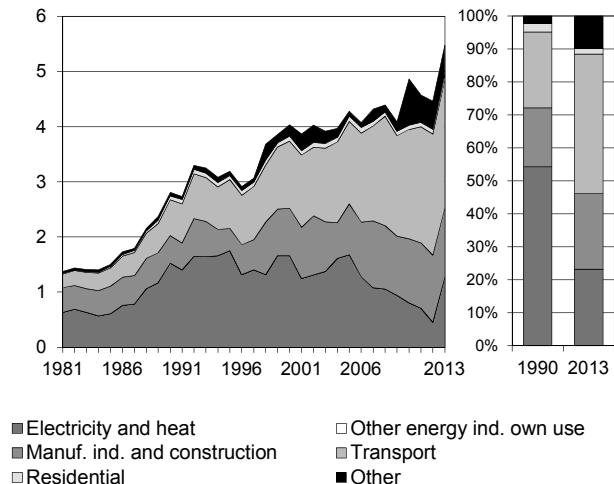 6
5
4
3
2
1
0
1981 1986 1991 1996 2001 2006 2013
100%
90%
80%
70%
60%
50%
40%
30%
20%
10%
0%
1990 2013
Electricity and heat
Other energy ind. own use
Manuf. ind. and construction
Transport
Residential
Other